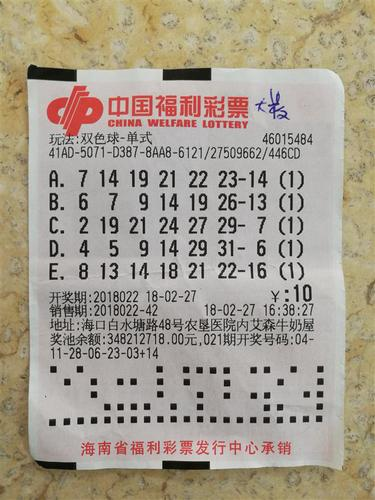 中国福利彩票
CHINA WELFARE LOTTERY
玩法:双色球-单式 46015484
41AD-5071-D387-8AA8-6121/27509662/446CD
A. 7 14 19 21 22 23-14 (1)
B. 6 7 9 14 19 26-13 (1)
C. 2 19 21 24 27 29- 7 (1)
D. 4 5 9 14 29 31- 6 (1)
E. 8 13 14 18 21 22-16 (1)
开奖期:2018022 18-02-27 ¥:10
销售期:2018022-42 18-02-27 16:38:27
地址:海口白水塘路48号农垦医院内艾森牛奶屋
奖池余额:348212718.00元,021期开奖号码:04-
11-28-06-23-03+14
海南省福利彩票发行中心承销